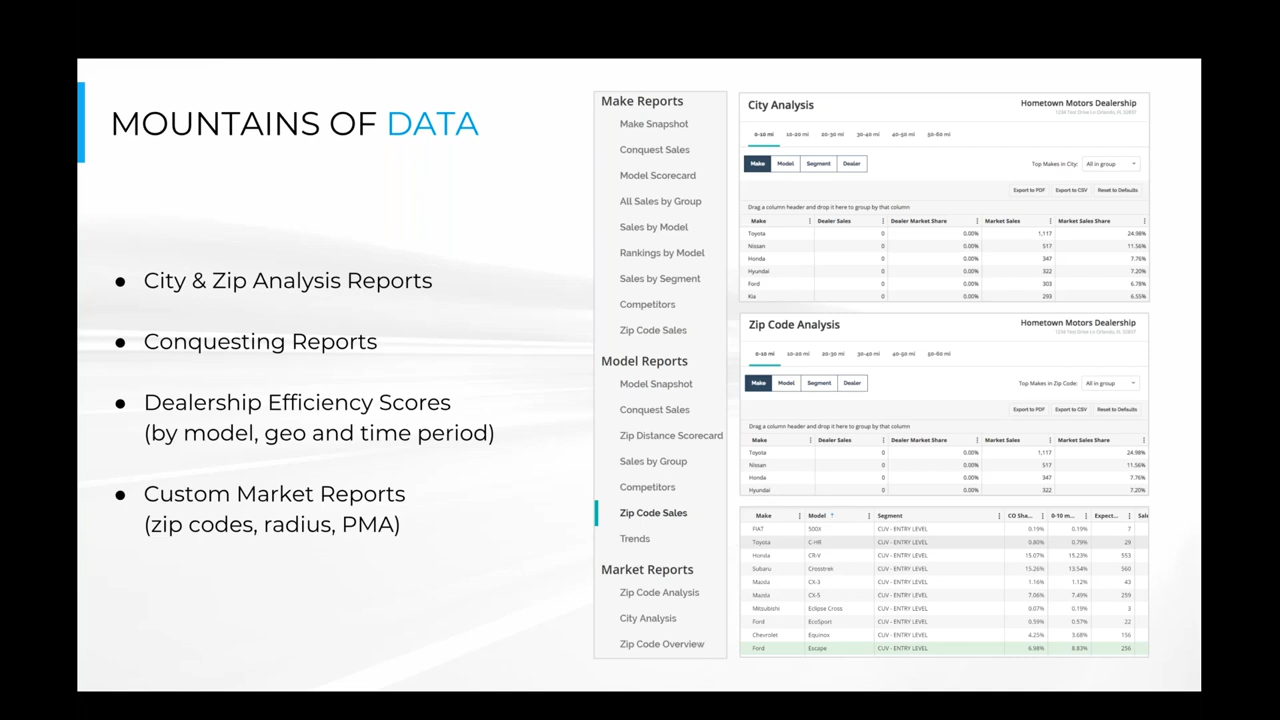 MOUNTAINS OF DATA
● City & Zip Analysis Reports
● Conquesting Reports
● Dealership Efficiency Scores
(by model, geo and time period)
● Custom Market Reports
(zip codes, radius, PMA)
Make Reports
Make Snapshot
Conquest Sales
Model Scorecard
All Sales by Group
Sales by Model
Rankings by Model
Sales by Segment
Competitors
Zip Code Sales
Model Reports
Model Snapshot
Conquest Sales
Zip Distance Scorecard
Sales by Group
Competitors
Zip Code Sales
Trends
Market Reports
Zip Code Analysis
City Analysis
Zip Code Overview
City Analysis Hometown Motors Dealership
0-10 mi 10-20 mi 20-30 mi 30-40 mi 40-50 mi 50-60 mi
Make Model Segment Dealer Top Makes in City: All in group
Export to PDF Export to CSV Reset to Defaults
Drag a column header and drop it here to group by that column
Make Dealer Sales Dealer Market Share Market Sales Market Sales Share
Toyota 0 0.00% 1,117 24.98%
Nissan 0 0.00% 517 11.56%
Honda 0 0.00% 347 7.76%
Hyundai 0 0.00% 322 7.20%
Ford 0 0.00% 303 6.78%
Kia 0 0.00% 293 6.55%
Zip Code Analysis Hometown Motors Dealership
0-10 mi 10-20 mi 20-30 mi 30-40 mi 40-50 mi 50-60 mi
Make Model Segment Dealer Top Makes in Zip Code: All in group
Export to PDF Export to CSV Reset to Defaults
Drag a column header and drop it here to group by that column
Make Dealer Sales Dealer Market Share Market Sales Market Sales Share
Toyota 0 0.00% 1,117 24.98%
Nissan 0 0.00% 517 11.56%
Honda 0 0.00% 347 7.76%
Hyundai 0 0.00% 322 7.20%
Make Model ↑ Segment CO Sha... 0-10 m... Expect... Sale
FIAT 500X CUV - ENTRY LEVEL 0.19% 0.19% 7
Toyota C-HR CUV - ENTRY LEVEL 0.80% 0.79% 29
Honda CR-V CUV - ENTRY LEVEL 15.07% 15.23% 553
Subaru Crosstrek CUV - ENTRY LEVEL 15.26% 13.54% 560
Mazda CX-3 CUV - ENTRY LEVEL 1.16% 1.12% 43
Mazda CX-5 CUV - ENTRY LEVEL 7.06% 7.49% 259
Mitsubishi Eclipse Cross CUV - ENTRY LEVEL 0.07% 0.19% 3
Ford EcoSport CUV - ENTRY LEVEL 0.59% 0.57% 22
Chevrolet Equinox CUV - ENTRY LEVEL 4.25% 3.68% 156
Ford Escape CUV - ENTRY LEVEL 6.98% 8.83% 256